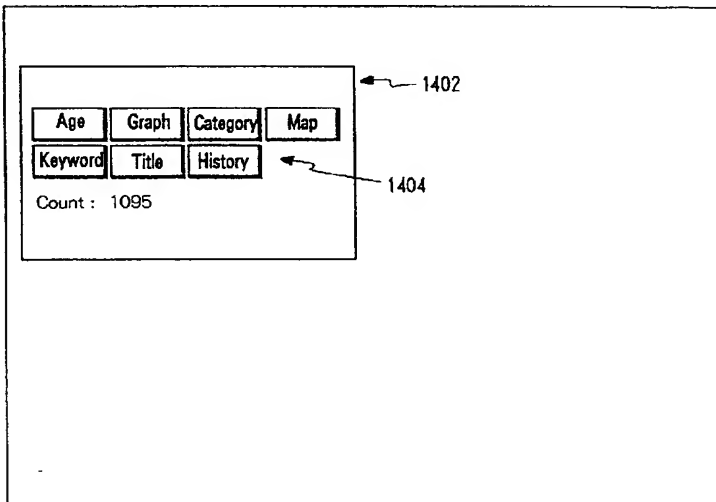 1402
Age Graph Category Map
Keyword Title History
1404
Count : 1095